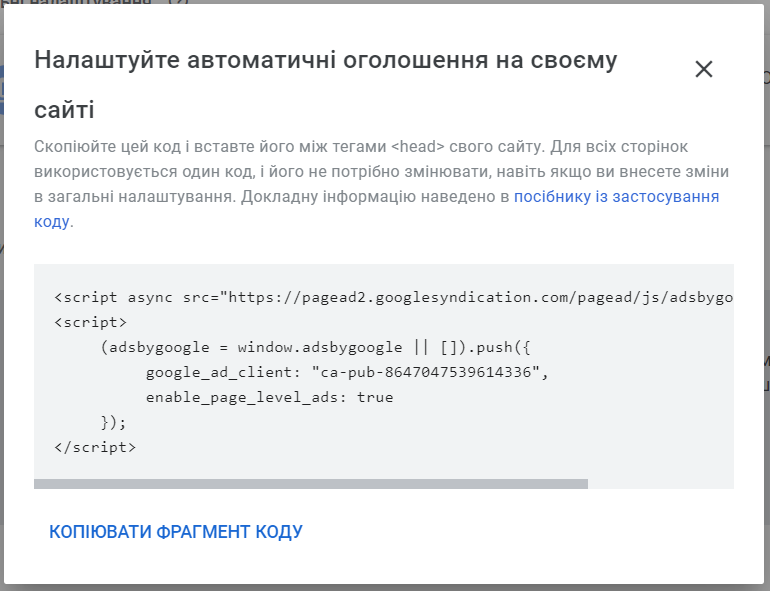 Налаштуйте автоматичні оголошення на своєму
сайті
Скопіюйте цей код і вставте його між тегами <head> свого сайту. Для всіх сторінок
використовується один код, і його не потрібно змінювати, навіть якщо ви внесете зміни
в загальні налаштування. Докладну інформацію наведено в посібнику із застосування
коду.
<script async src="https://pagead2.googlesyndication.com/pagead/js/adsbygo
<script>
(adsbygoogle = window.adsbygoogle || []).push({
google_ad_client: "ca-pub-8647047539614336",
enable_page_level_ads: true
});
</script>
КОПІЮВАТИ ФРАГМЕНТ КОДУ